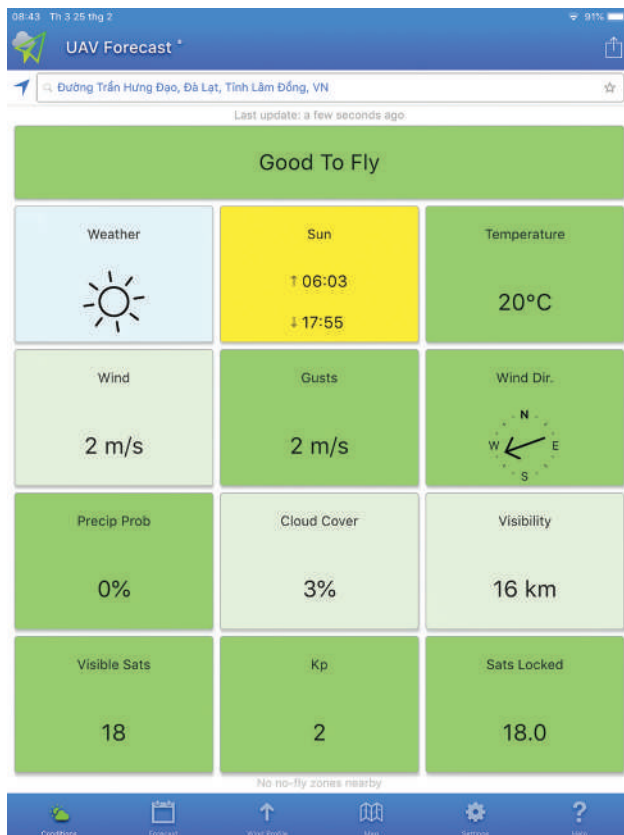 08:43 Th 3 25 thg 2
91%
UAV Forecast
Đường Trần Hưng Đạo, Đà Lạt, Tỉnh Lâm Đồng, VN
Last update: a few seconds ago
Good To Fly
Weather Sun Temperature
↑ 06:03
20°C
↓ 17:55
Wind Gusts Wind Dir.
N
2 m/s 2 m/s W E
S
Precip Prob Cloud Cover Visibility
0% 3% 16 km
Visible Sats Kp Sats Locked
18 2 18.0
No no-fly zones nearby
Conditions Forecast Wind Profile Map Settings Help